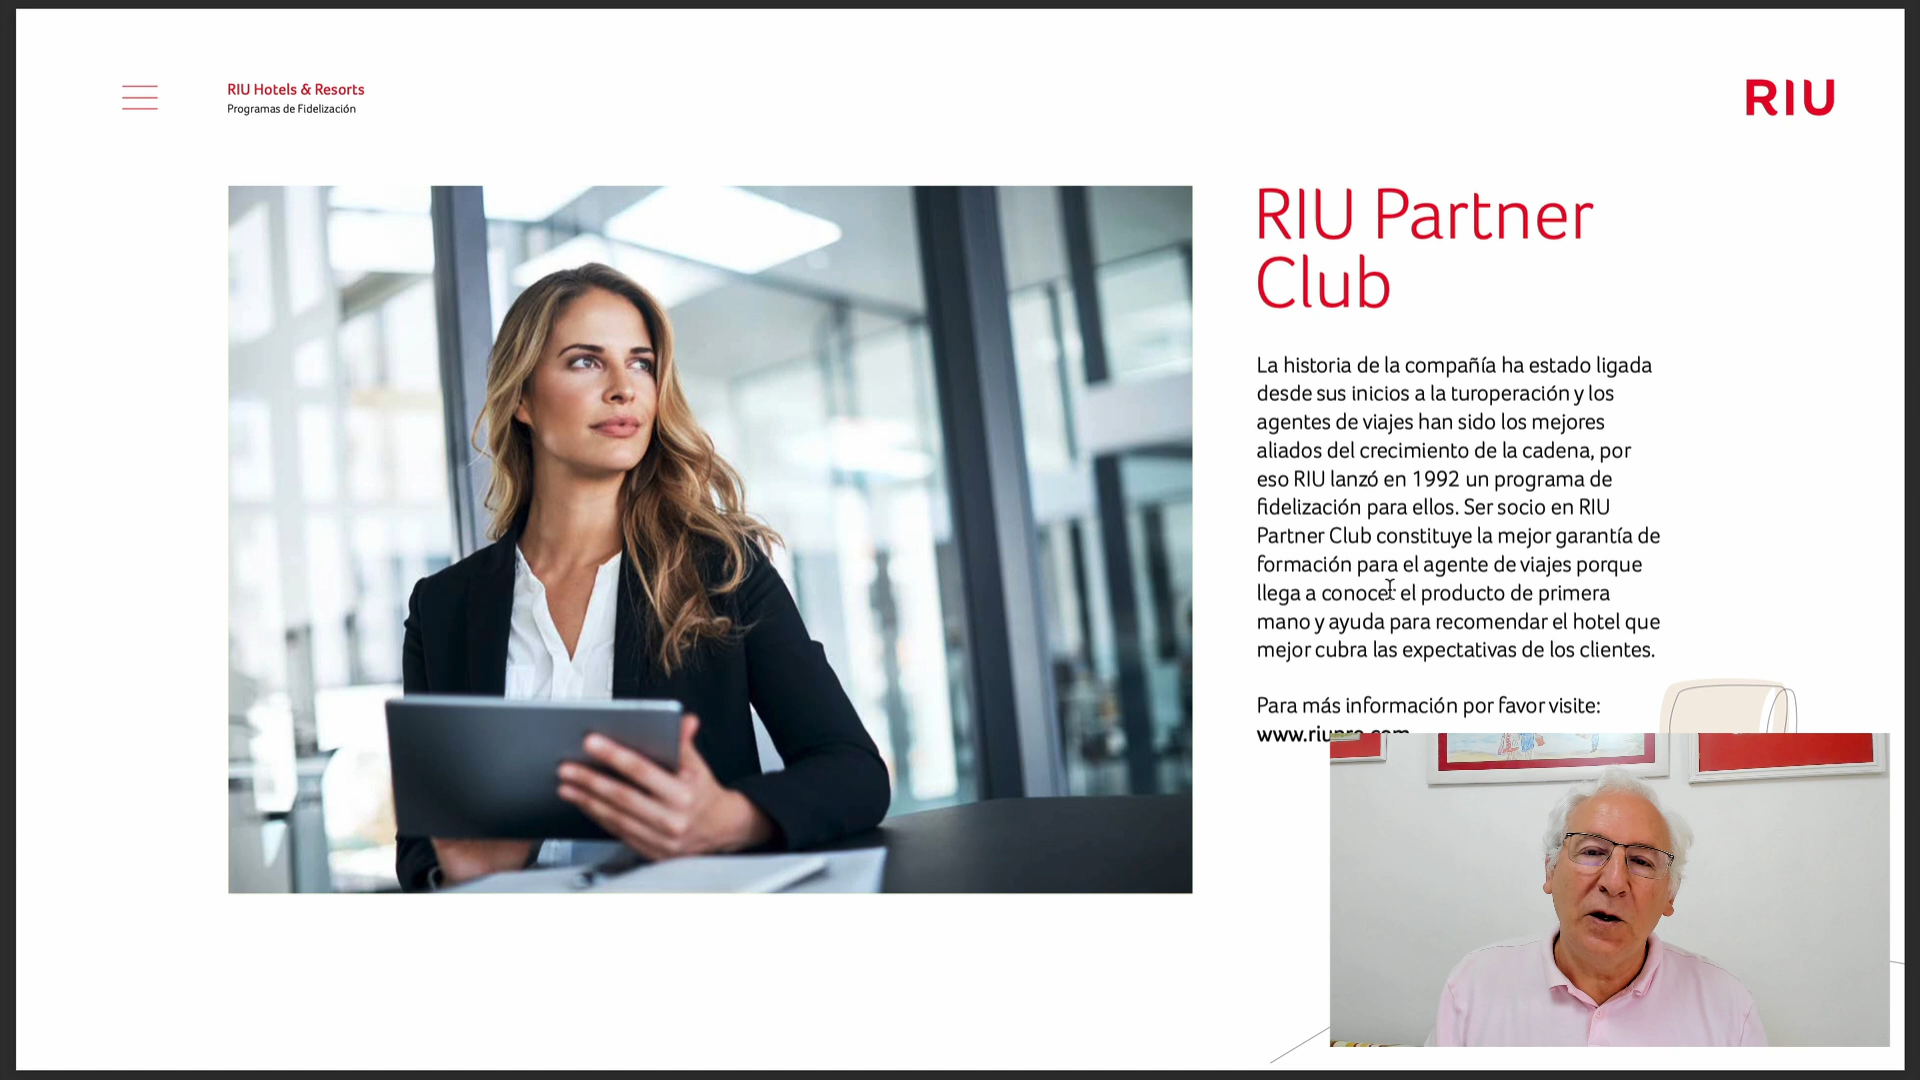 RIU Hotels & Resorts
Programas de Fidelización
RIU
RIU Partner
Club
La historia de la compañía ha estado ligada
desde sus inicios a la turoperación y los
agentes de viajes han sido los mejores
aliados del crecimiento de la cadena, por
eso RIU lanzó en 1992 un programa de
fidelización para ellos. Ser socio en RIU
Partner Club constituye la mejor garantía de
formación para el agente de viajes porque
llega a conocer el producto de primera
mano y ayuda para recomendar el hotel que
mejor cubra las expectativas de los clientes.
Para más información por favor visite:
www.riupro.com